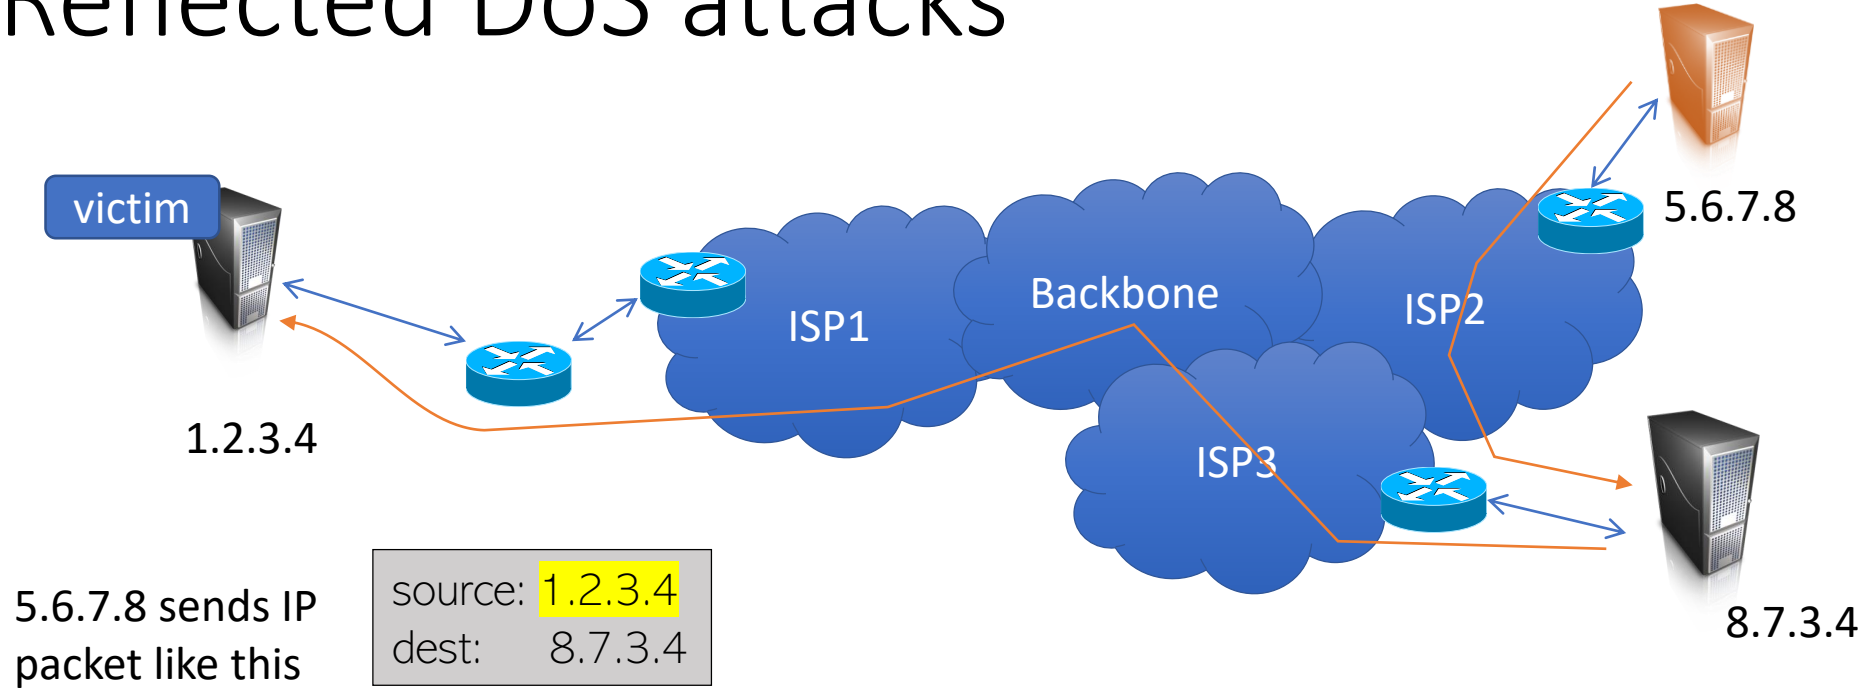 Reflected DoS attacks
victim
5.6.7.8
Backbone
ISP1
ISP2
1.2.3.4
ISP3
8.7.3.4
5.6.7.8 sends IP
packet like this
source: 1.2.3.4
dest: 8.7.3.4